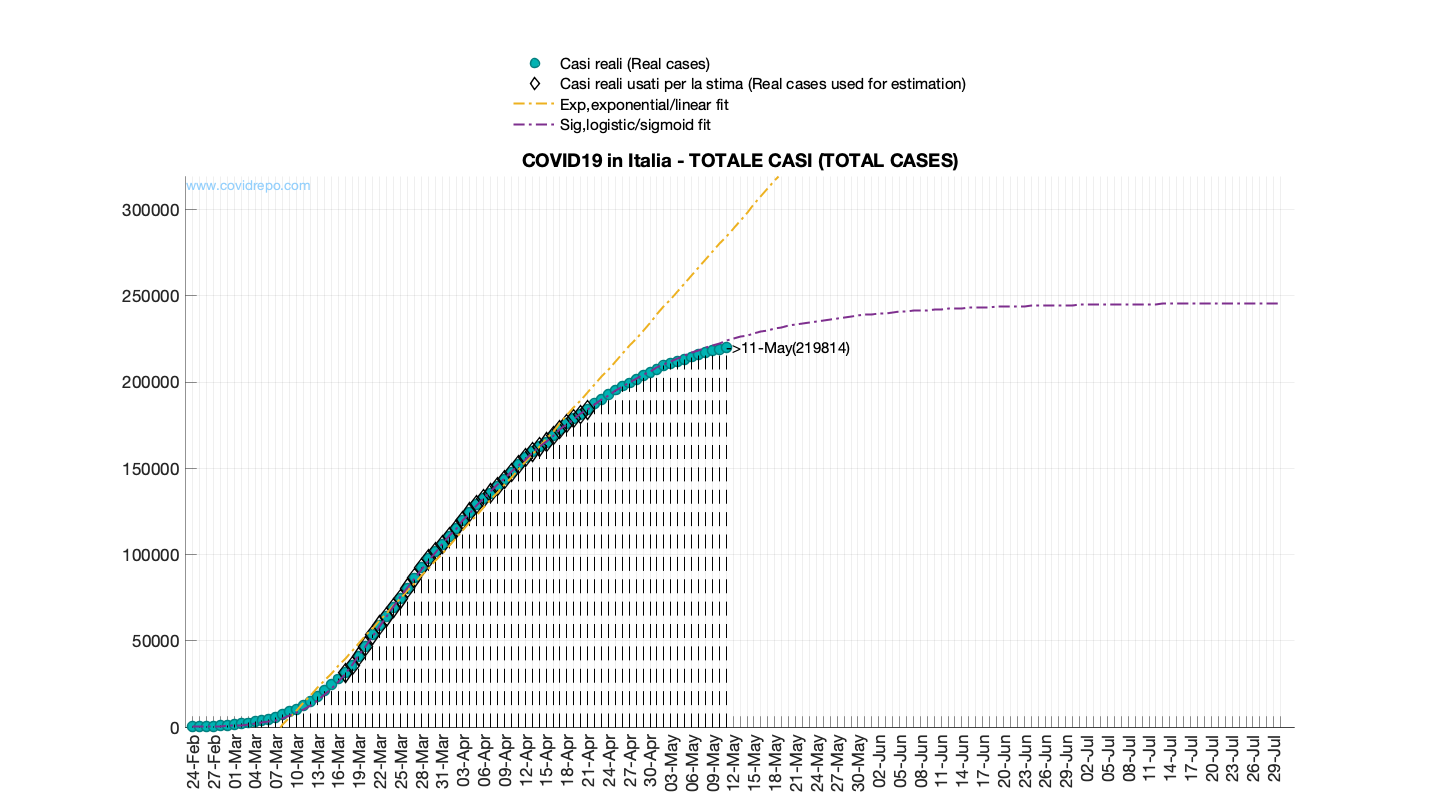 Casi reali (Real cases)
Casi reali usati per la stima (Real cases used for estimation)
Exp,exponential/linear fit
Sig,logistic/sigmoid fit
COVID19 in Italia - TOTALE CASI (TOTAL CASES)
www.covidrepo.com
300000
250000
200000
150000
100000
50000
0
->11-May(219814)
24-Feb
27-Feb
01-Mar
04-Mar
07-Mar
10-Mar
13-Mar
16-Mar
19-Mar
22-Mar
25-Mar
28-Mar
31-Mar
03-Apr
06-Apr
09-Apr
12-Apr
15-Apr
18-Apr
21-Apr
24-Apr
27-Apr
30-Apr
03-May
06-May
09-May
12-May
15-May
18-May
21-May
24-May
27-May
30-May
02-Jun
05-Jun
08-Jun
11-Jun
14-Jun
17-Jun
20-Jun
23-Jun
26-Jun
29-Jun
02-Jul
05-Jul
08-Jul
11-Jul
14-Jul
17-Jul
20-Jul
23-Jul
26-Jul
29-Jul